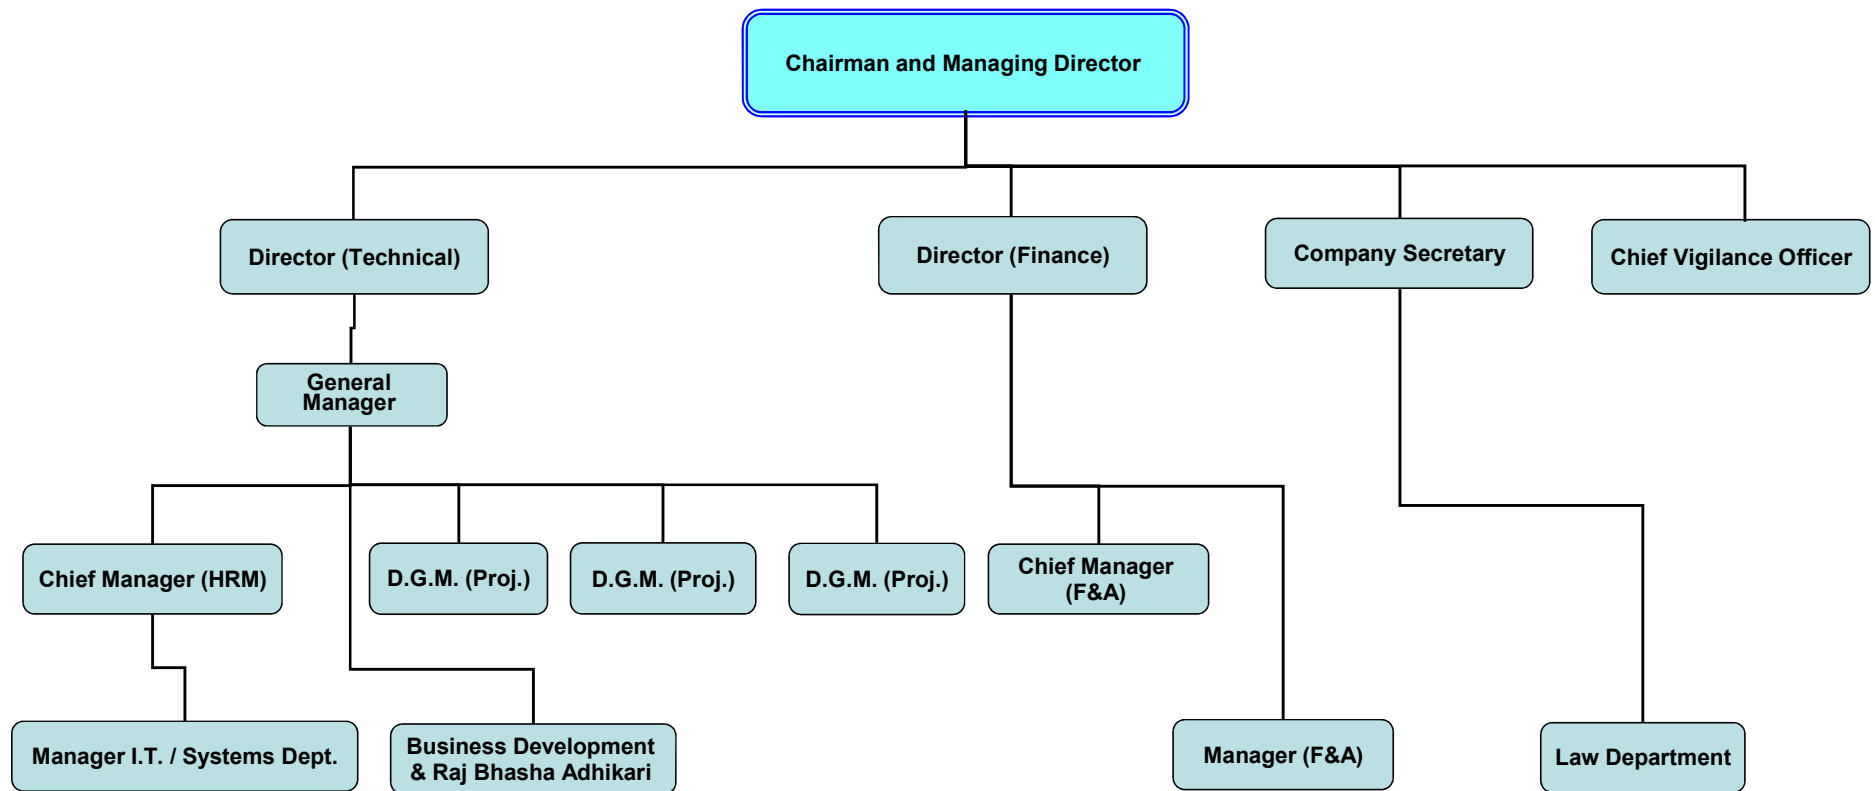 Chairman and Managing Director
Director (Technical)
Director (Finance)
Company Secretary
Chief Vigilance Officer
General
Manager
Chief Manager (HRM)
D.G.M. (Proj.)
D.G.M. (Proj.)
D.G.M. (Proj.)
Chief Manager
(F&A)
Manager I.T. / Systems Dept.
Business Development
& Raj Bhasha Adhikari
Manager (F&A)
Law Department